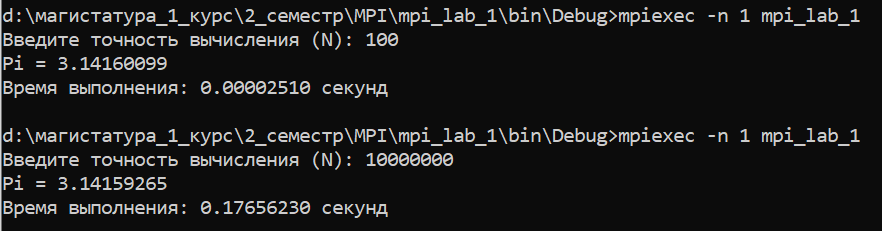 d:\магистатура_1_курс\2_семестр\MPI\mpi_lab_1\bin\Debug>mpiexec -n 1 mpi_lab_1
Введите точность вычисления (N): 100
Pi = 3.14160099
Время выполнения: 0.00002510 секунд
d:\магистатура_1_курс\2_семестр\MPI\mpi_lab_1\bin\Debug>mpiexec -n 1 mpi_lab_1
Введите точность вычисления (N): 10000000
Pi = 3.14159265
Время выполнения: 0.17656230 секунд